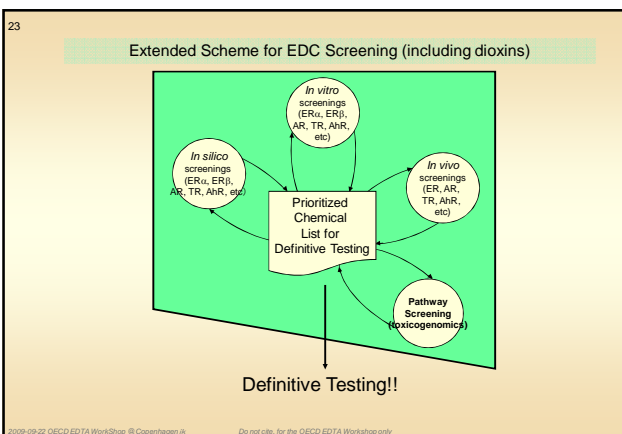 23
Extended Scheme for EDC Screening (including dioxins)
In vitro
screenings
(ERα, ERβ,
AR, TR, AhR,
etc)
In silico
screenings
(ERα, ERβ,
AR, TR, AhR, etc)
In vivo
screenings
(ER, AR,
TR, AhR,
etc)
Prioritized
Chemical
List for
Definitive Testing
Pathway
Screening
(toxicogenomics)
Definitive Testing!!
2009-09-22 OECD EDTA WorkShop @ Copenhagen jk Do not cite, for the OECD EDTA Workshop only